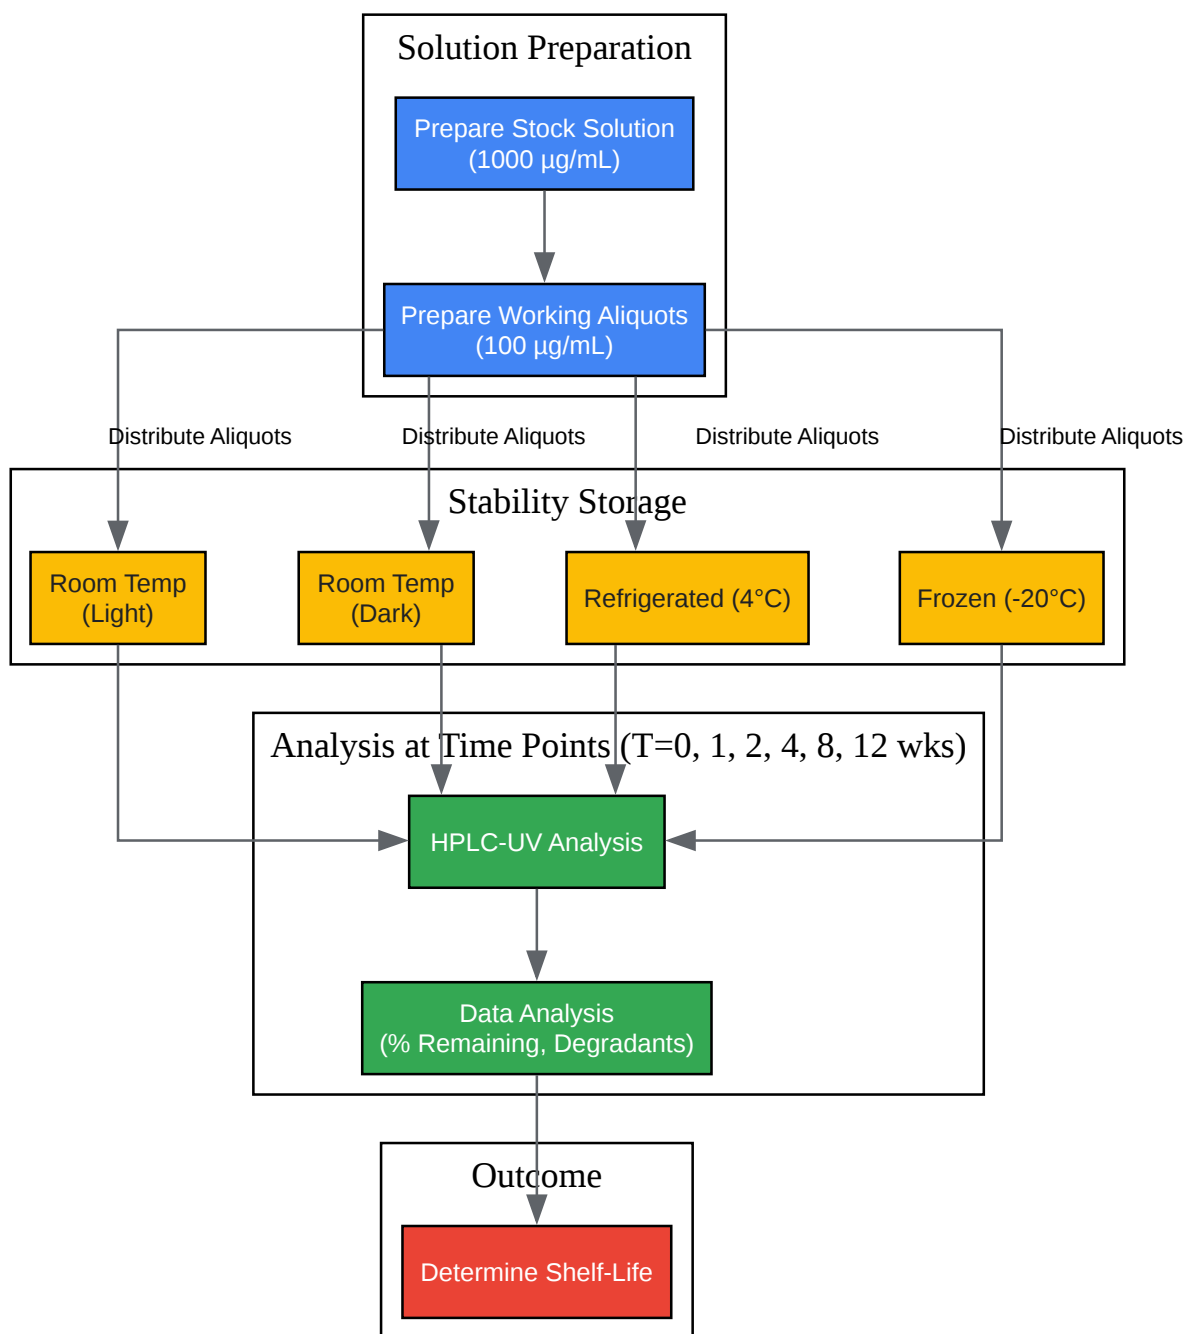 Solution Preparation
Prepare Stock Solution
(1000 µg/mL)
Prepare Working Aliquots
(100 µg/mL)
Distribute Aliquots
Distribute Aliquots
Distribute Aliquots
Distribute Aliquots
Stability Storage
Room Temp
(Light)
Room Temp
(Dark)
Refrigerated (4°C)
Frozen (-20°C)
Analysis at Time Points (T=0, 1, 2, 4, 8, 12 wks)
HPLC-UV Analysis
Data Analysis
(% Remaining, Degradants)
Outcome
Determine Shelf-Life